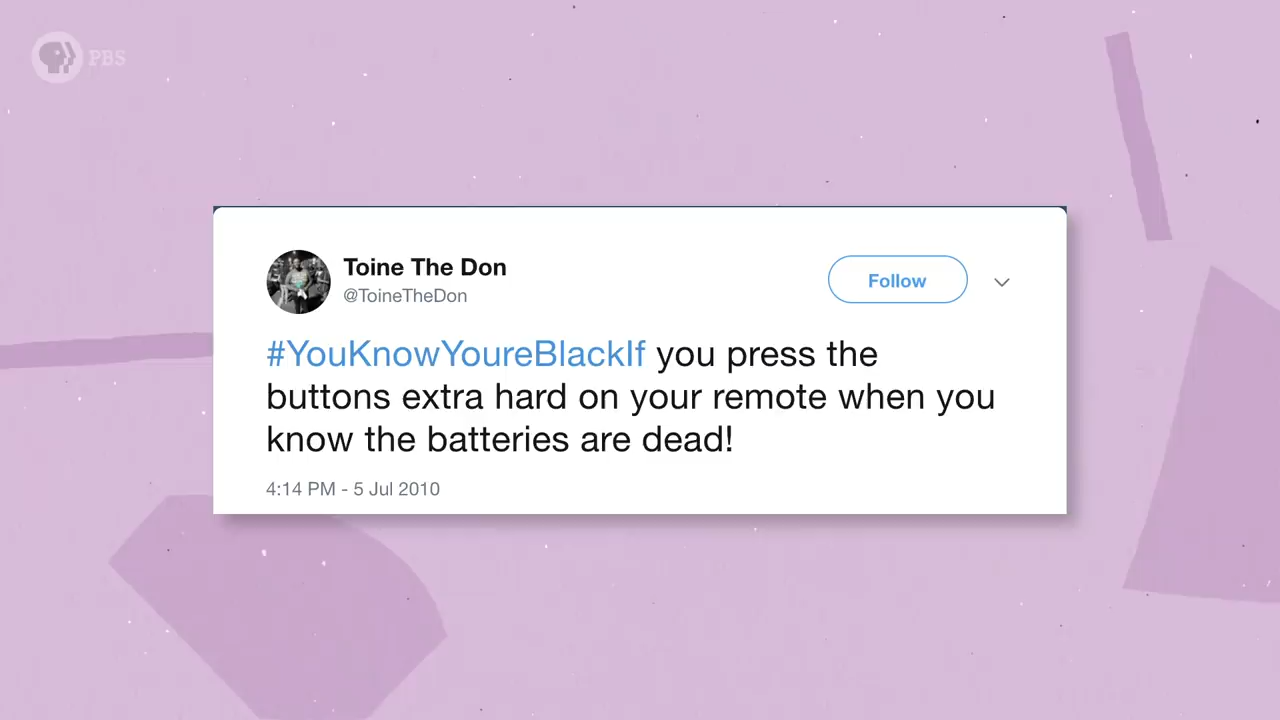 PBS
Toine The Don
@ToineTheDon
Follow
#YouKnowYoureBlackIf you press the
buttons extra hard on your remote when you
know the batteries are dead!
4:14 PM - 5 Jul 2010